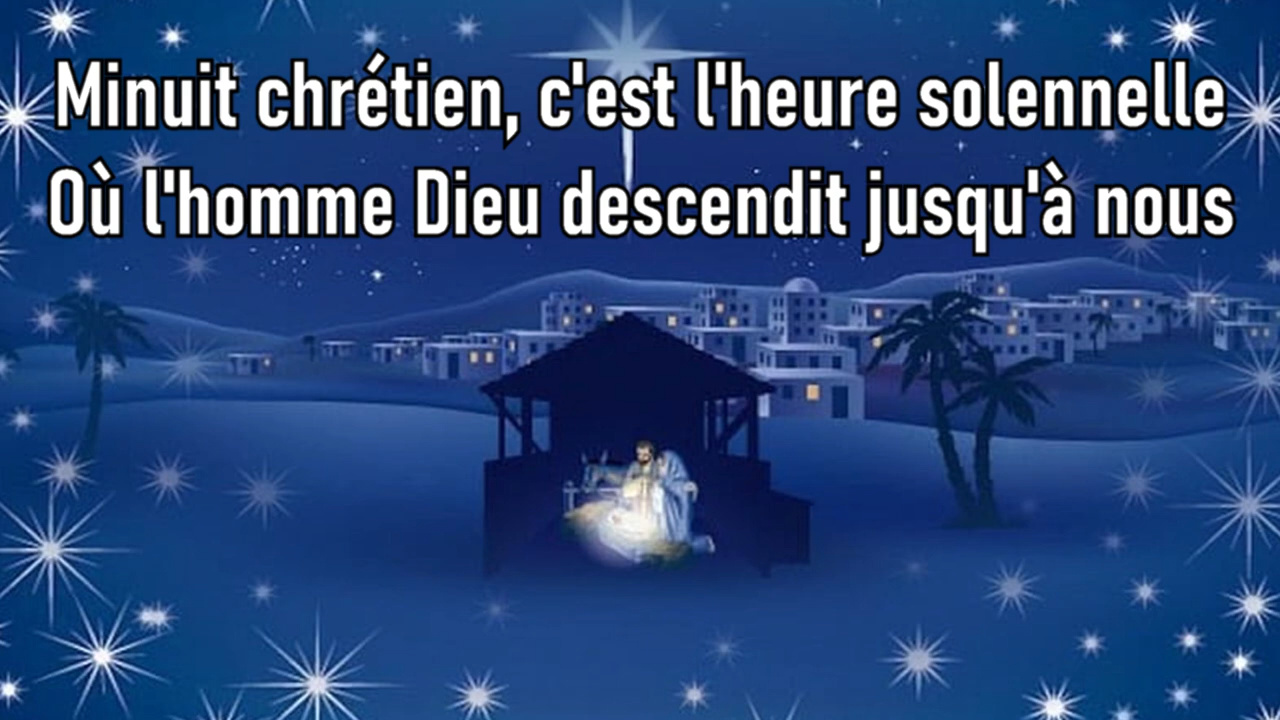 Minuit chrétien, c'est l'heure solennelle
Où l'homme Dieu descendit jusqu'à nous